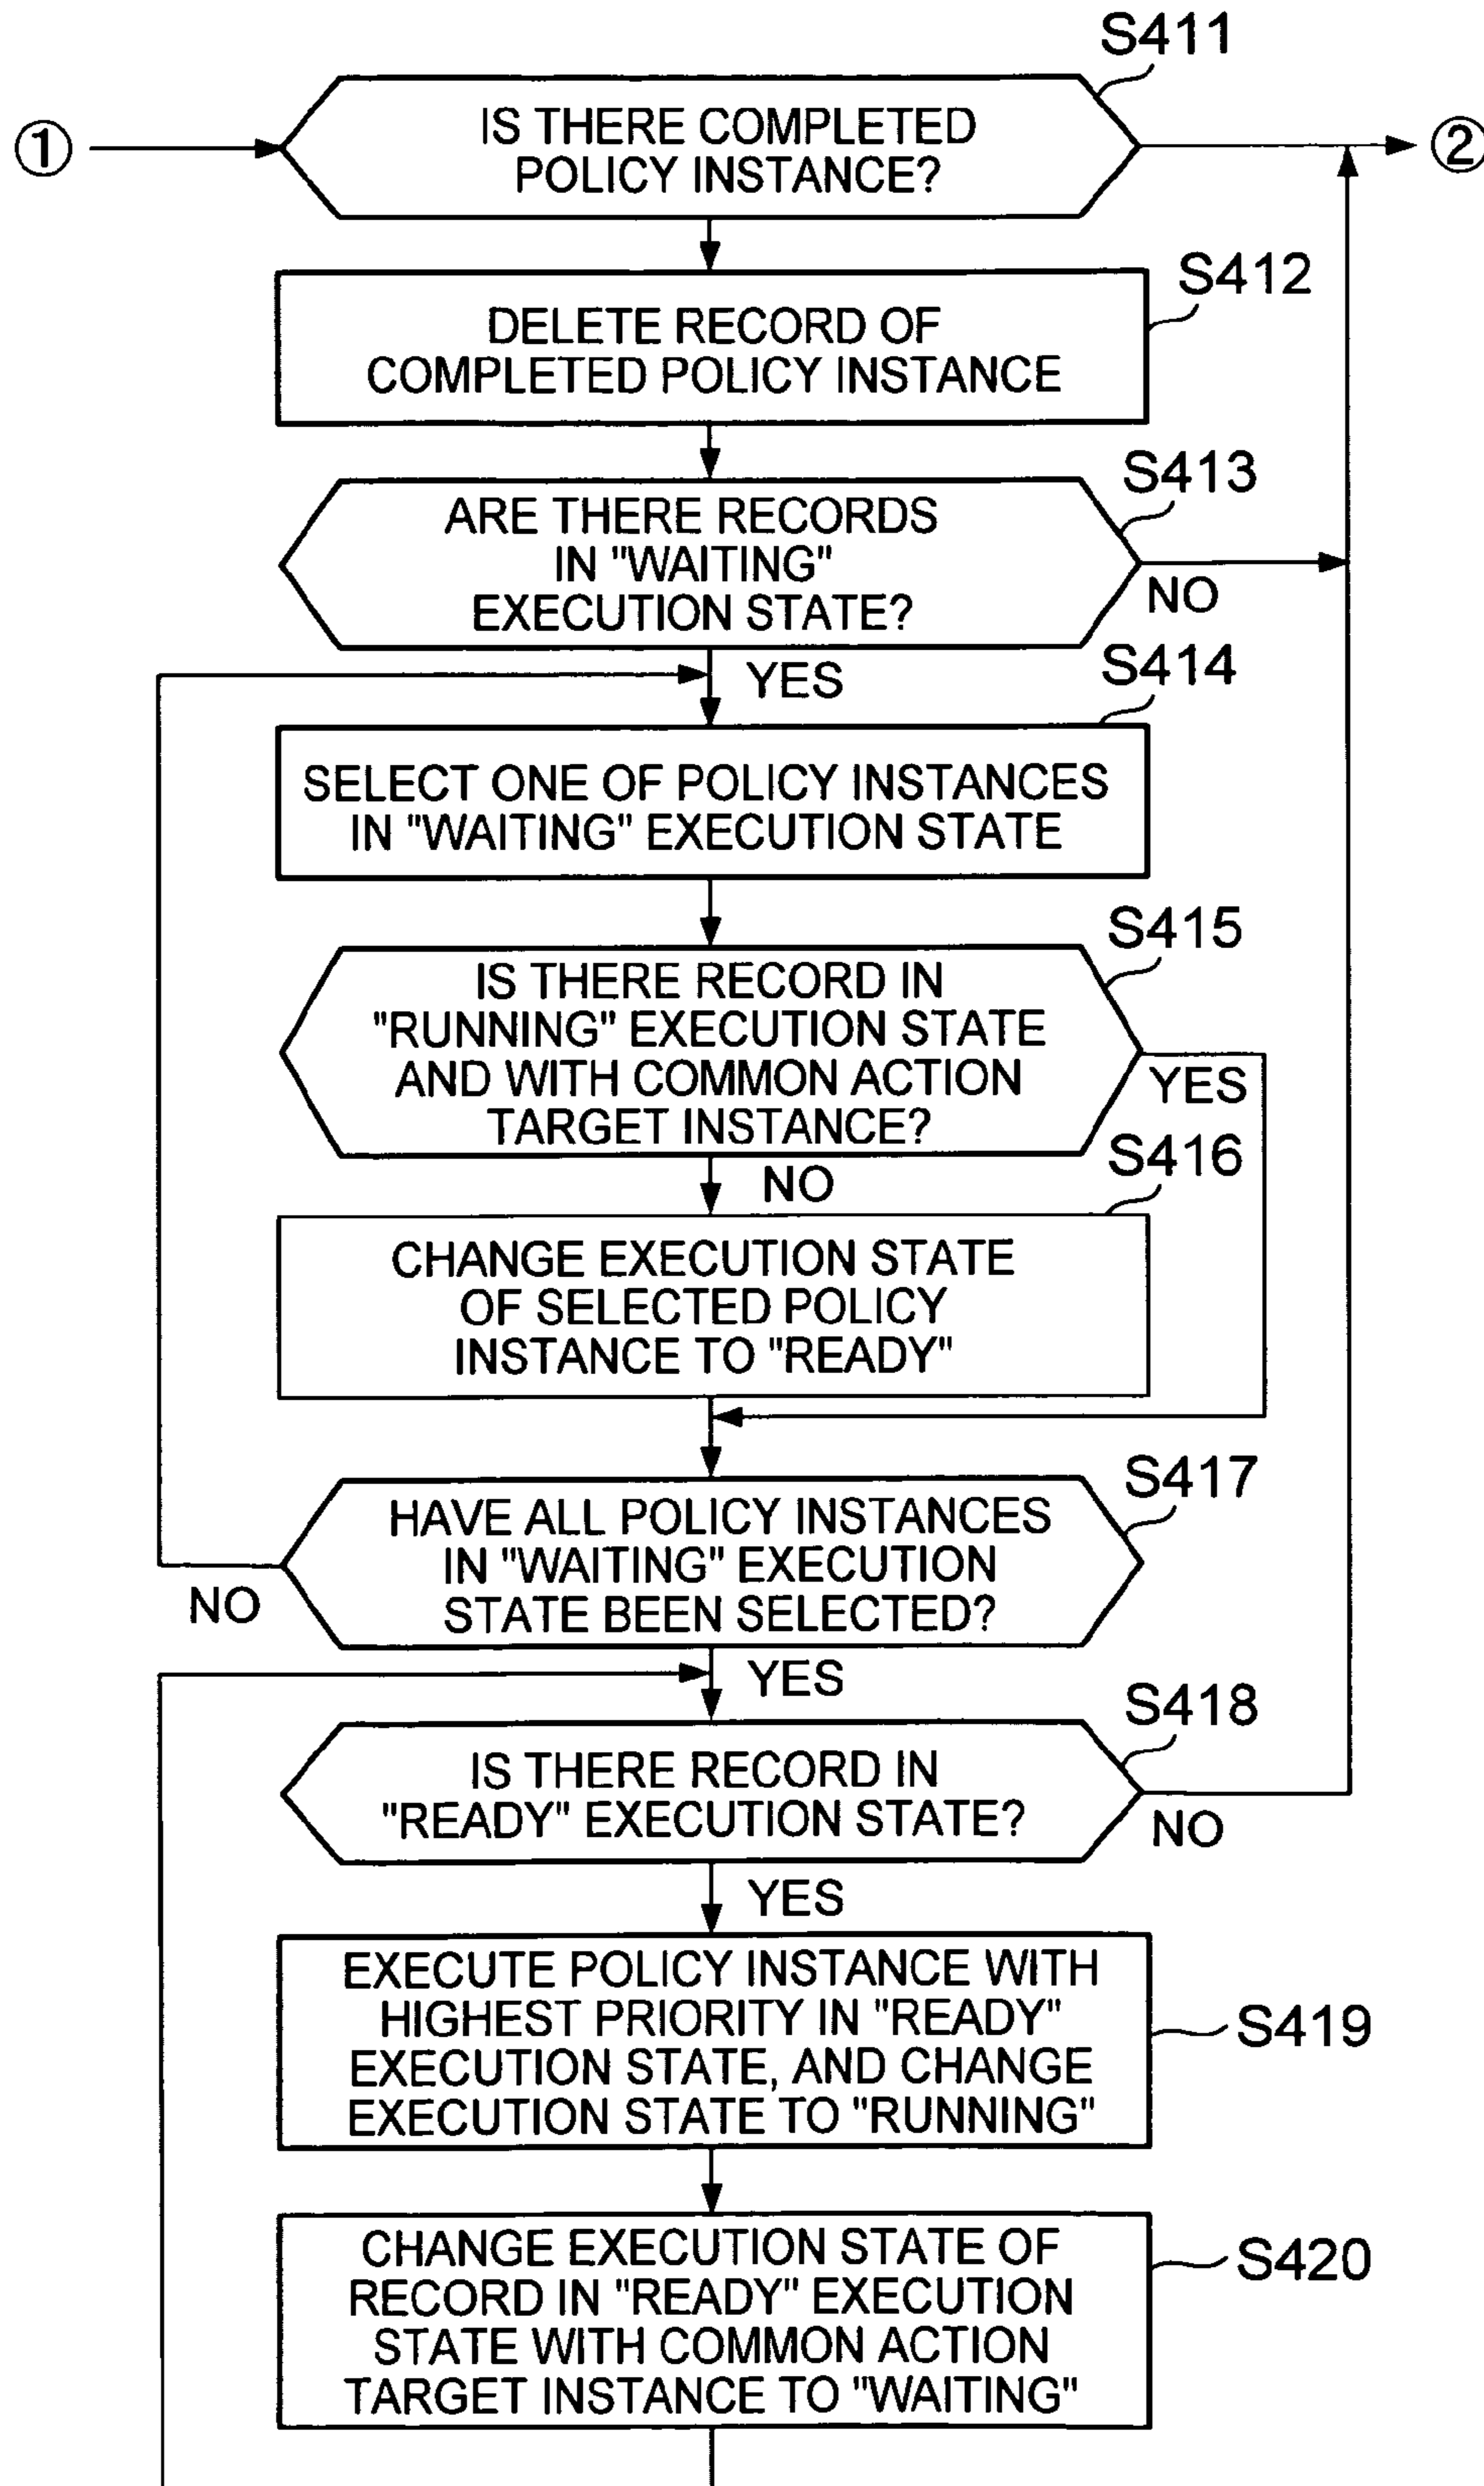 S411
①
IS THERE COMPLETED
POLICY INSTANCE?
②
S412
DELETE RECORD OF
COMPLETED POLICY INSTANCE
S413
ARE THERE RECORDS
IN "WAITING"
EXECUTION STATE?
NO
YES
S414
SELECT ONE OF POLICY INSTANCES
IN "WAITING" EXECUTION STATE
S415
IS THERE RECORD IN
"RUNNING" EXECUTION STATE
AND WITH COMMON ACTION
TARGET INSTANCE?
YES
NO
S416
CHANGE EXECUTION STATE
OF SELECTED POLICY
INSTANCE TO "READY"
S417
HAVE ALL POLICY INSTANCES
IN "WAITING" EXECUTION
STATE BEEN SELECTED?
NO
YES
S418
IS THERE RECORD IN
"READY" EXECUTION STATE?
NO
YES
EXECUTE POLICY INSTANCE WITH
HIGHEST PRIORITY IN "READY"
EXECUTION STATE, AND CHANGE
EXECUTION STATE TO "RUNNING"
S419
CHANGE EXECUTION STATE OF
RECORD IN "READY" EXECUTION
STATE WITH COMMON ACTION
TARGET INSTANCE TO "WAITING"
S420